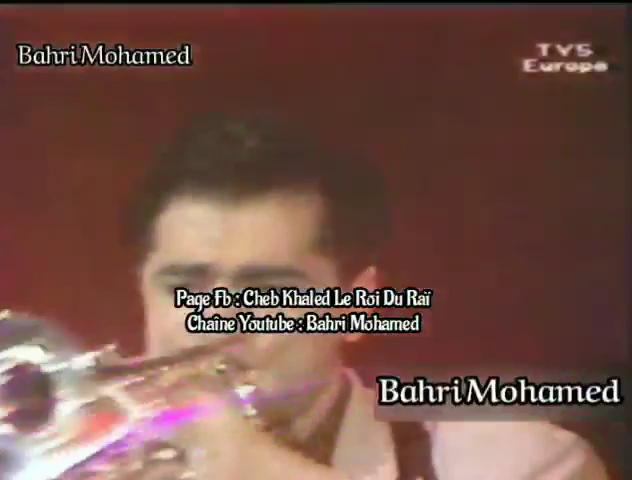 Bahri Mohamed
TV5
Europe
Page Fb : Cheb Khaled Le Roi Du Raï
Chaîne Youtube : Bahri Mohamed
Bahri Mohamed